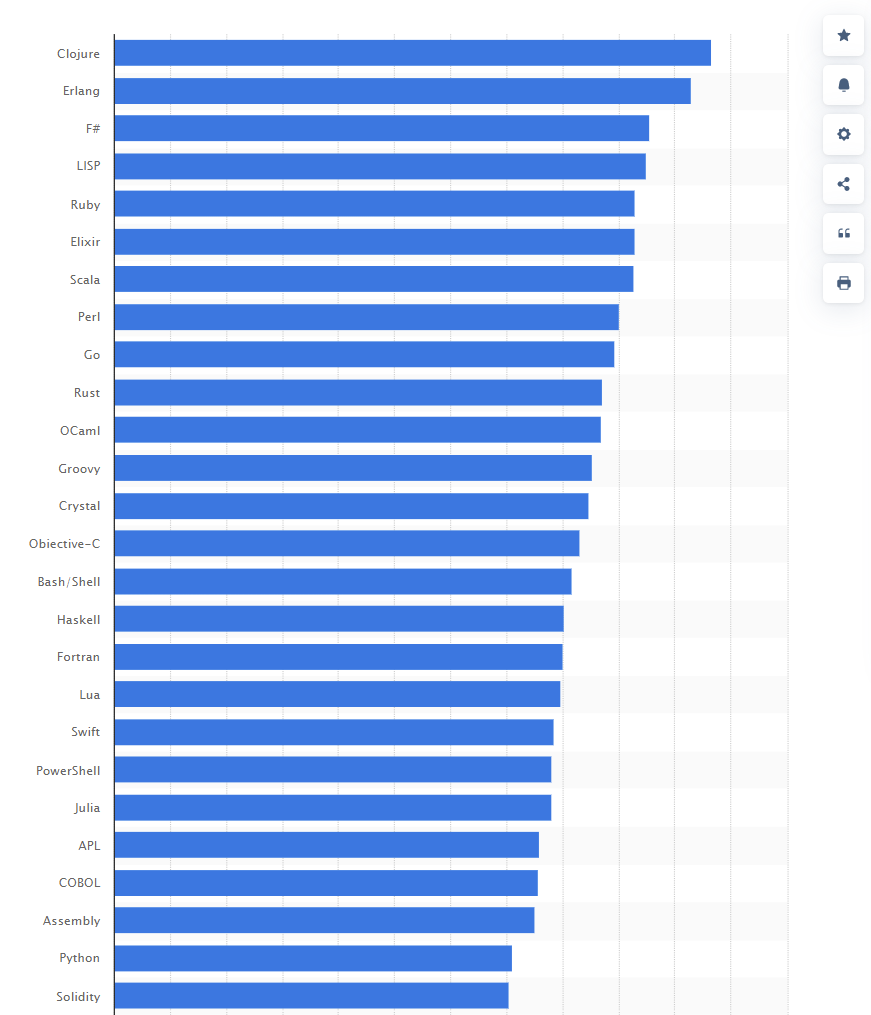 Clojure
Erlang
F#
LISP
Ruby
Elixir
Scala
Perl
Go
Rust
OCaml
Groovy
Crystal
Obiective-C
Bash/Shell
Haskell
Fortran
Lua
Swift
PowerShell
Julia
APL
COBOL
Assembly
Python
Solidity